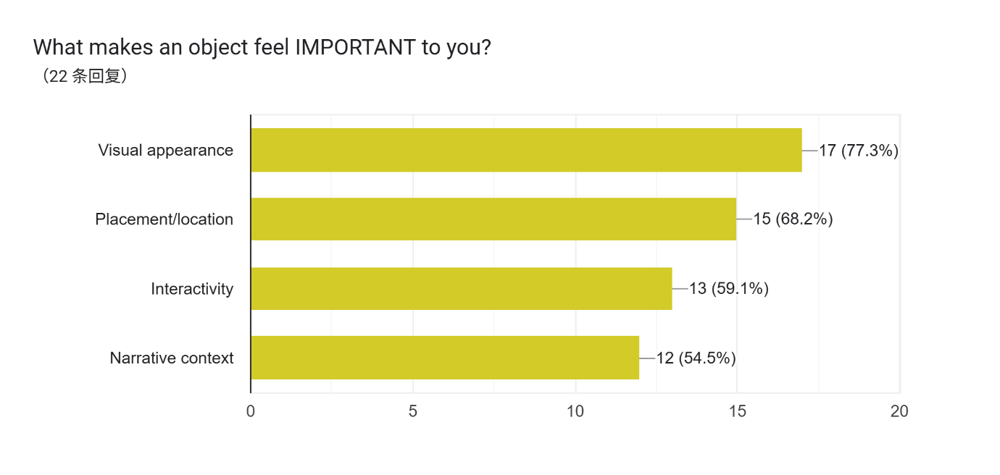 What makes an object feel IMPORTANT to you?
（22 条回复）
Visual appearance
17 (77.3%)
Placement/location
15 (68.2%)
Interactivity
13 (59.1%)
Narrative context
12 (54.5%)
0 5 10 15 20